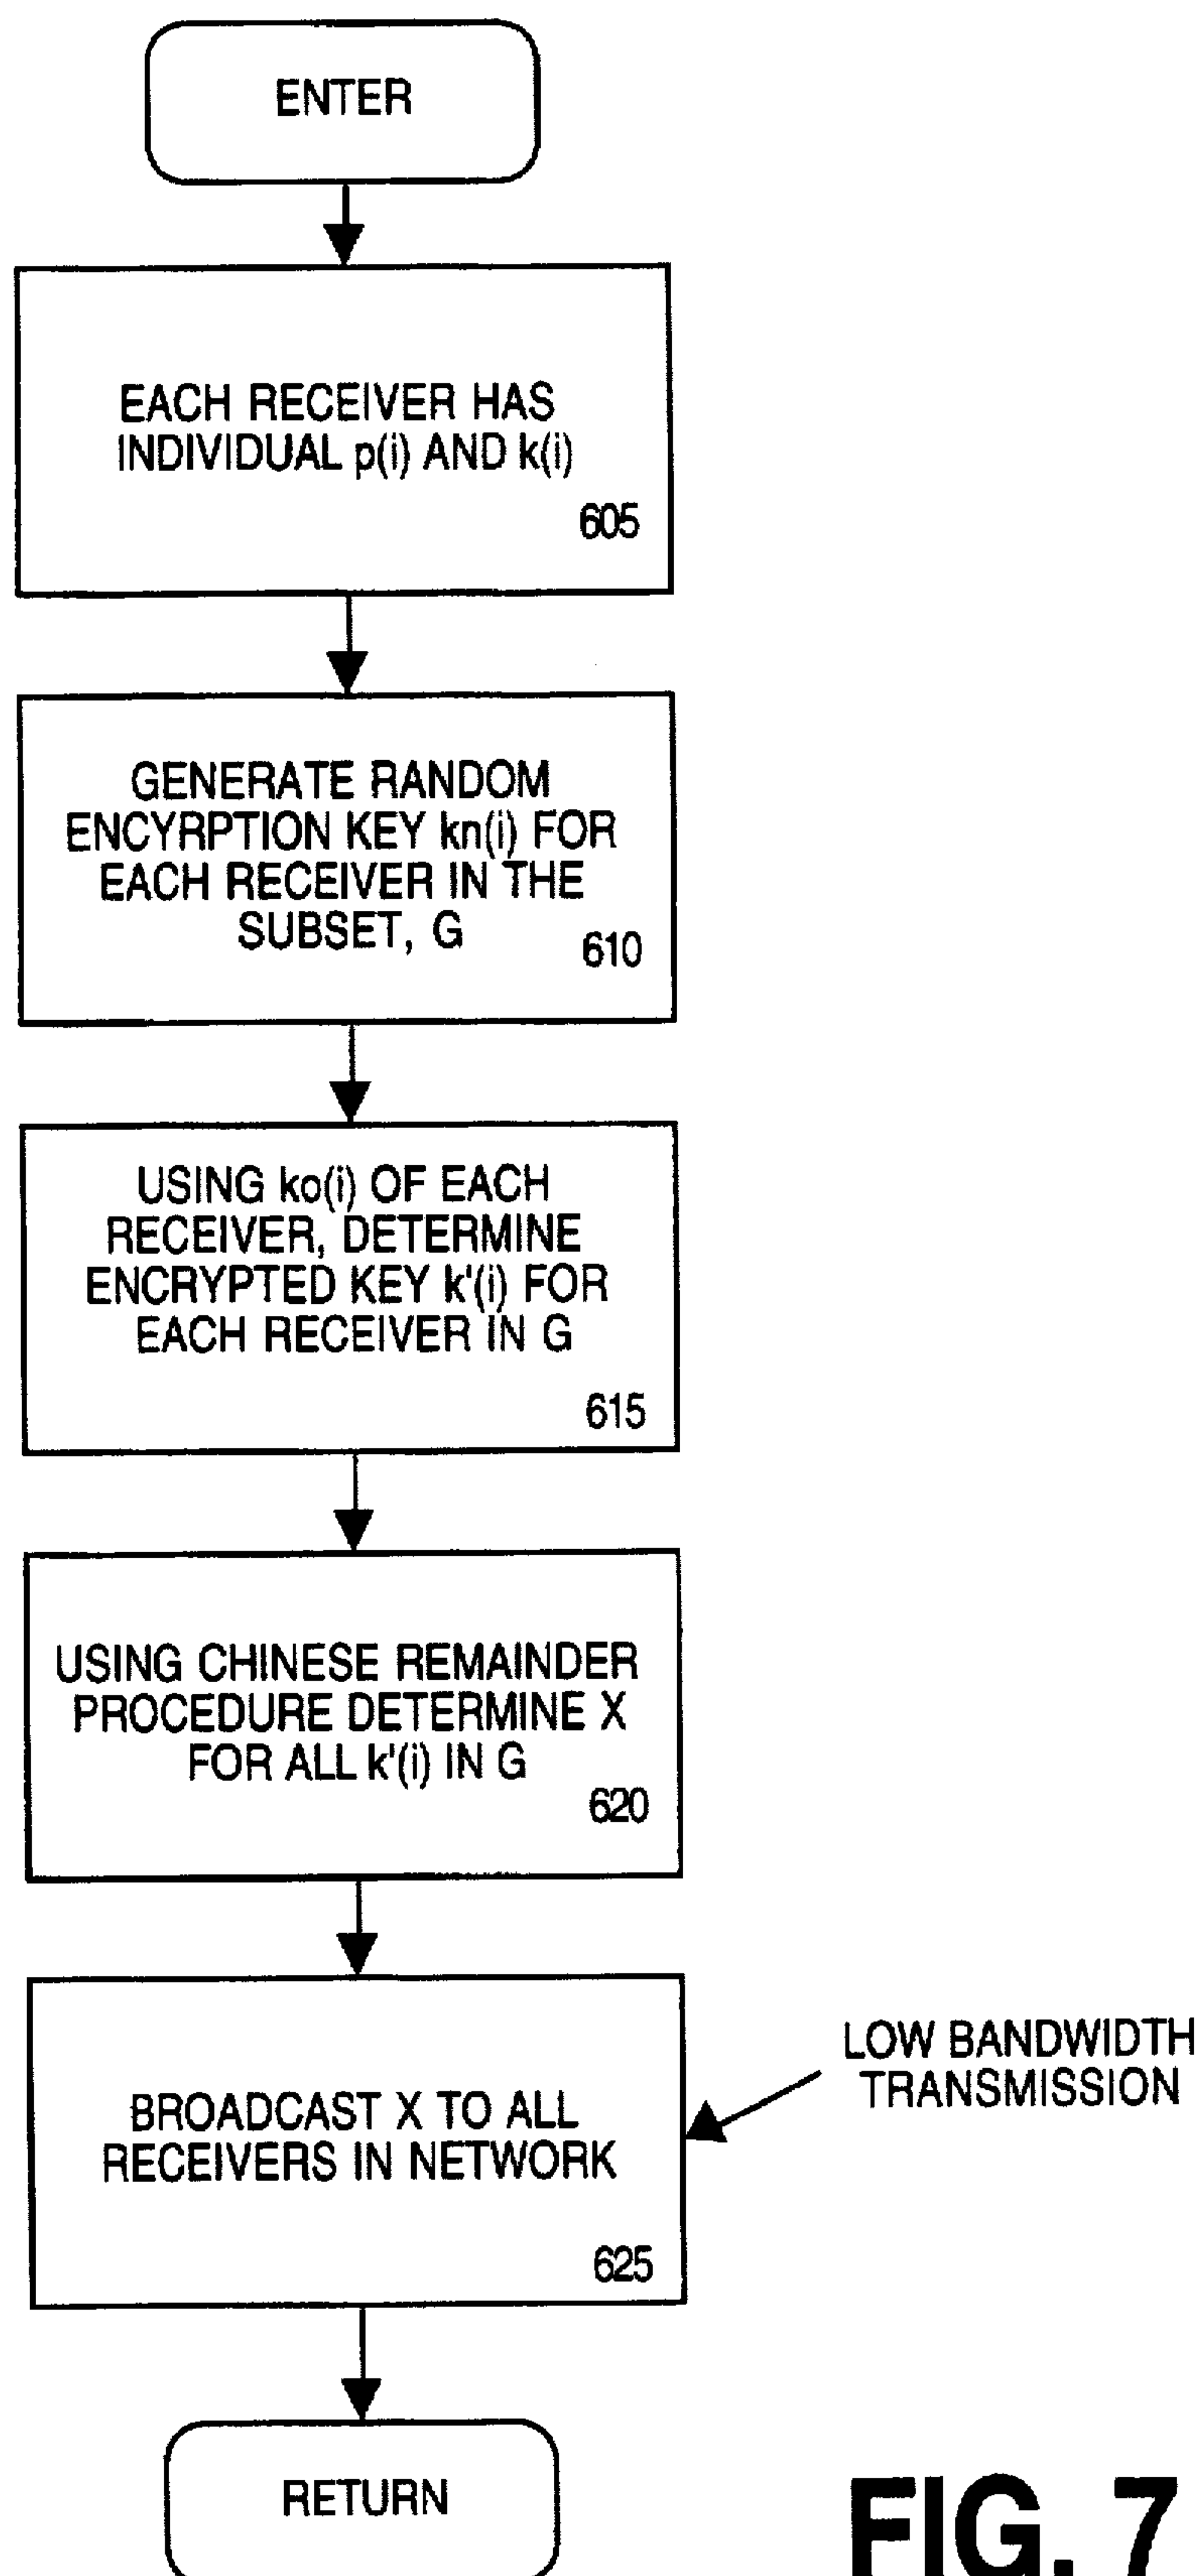 ENTER
EACH RECEIVER HAS
INDIVIDUAL p(i) AND k(i)
605
GENERATE RANDOM
ENCYRPTION KEY kn(i) FOR
EACH RECEIVER IN THE
SUBSET, G
610
USING ko(i) OF EACH
RECEIVER, DETERMINE
ENCRYPTED KEY k'(i) FOR
EACH RECEIVER IN G
615
USING CHINESE REMAINDER
PROCEDURE DETERMINE X
FOR ALL k'(i) IN G
620
LOW BANDWIDTH
TRANSMISSION
BROADCAST X TO ALL
RECEIVERS IN NETWORK
625
RETURN
FIG. 7